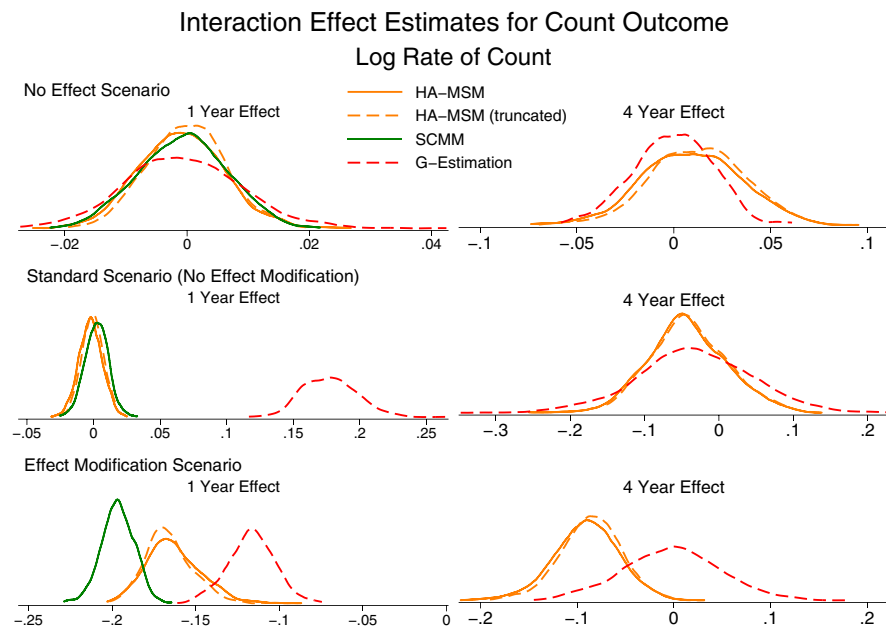 Interaction Effect Estimates for Count Outcome
Log Rate of Count
No Effect Scenario
HA−MSM
HA−MSM (truncated)
SCMM
G−Estimation
1 Year Effect
4 Year Effect
−.02 0 .02 .04
−.1 −.05 0 .05 .1
Standard Scenario (No Effect Modification)
1 Year Effect
4 Year Effect
−.05 0 .05 .1 .15 .2 .25
−.3 −.2 −.1 0 .1 .2
Effect Modification Scenario
1 Year Effect
4 Year Effect
−.25 −.2 −.15 −.1 −.05 0
−.2 −.1 0 .1 .2